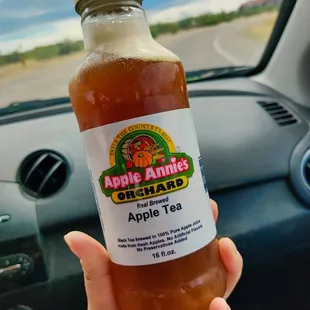 Apple Annie's
ORCHARD
Real Brewed
Apple Tea
Black Tea brewed in 100% Pure Apple Juice
made from fresh Apples. No Artificial Flavors
No Preservatives Added
16 fl.oz.